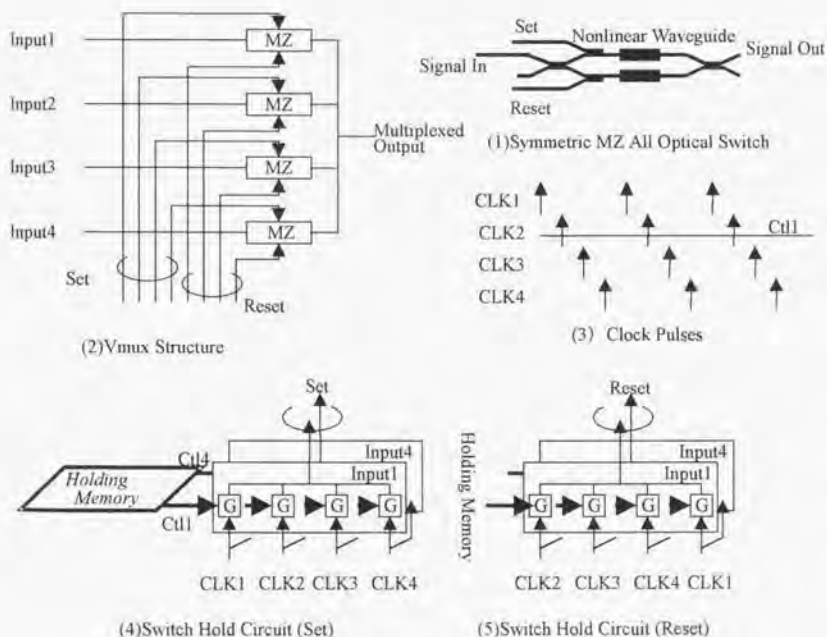 Input1
MZ
Input2
MZ
Multiplexed
Output
Input3
MZ
Input4
MZ
Set
Reset
(2)Vmux Structure
Set
Nonlinear Waveguide
Signal In
Signal Out
Reset
(1)Symmetric MZ All Optical Switch
CLK1
CLK2
Ctl1
CLK3
CLK4
(3) Clock Pulses
Set
Ctl4
Input4
Input1
Holding
Memory
Ctl1
G G G G
CLK1 CLK2 CLK3 CLK4
(4)Switch Hold Circuit (Set)
Reset
Holding Memory
Input4
Input1
G G G G
CLK2 CLK3 CLK4 CLK1
(5)Switch Hold Circuit (Reset)